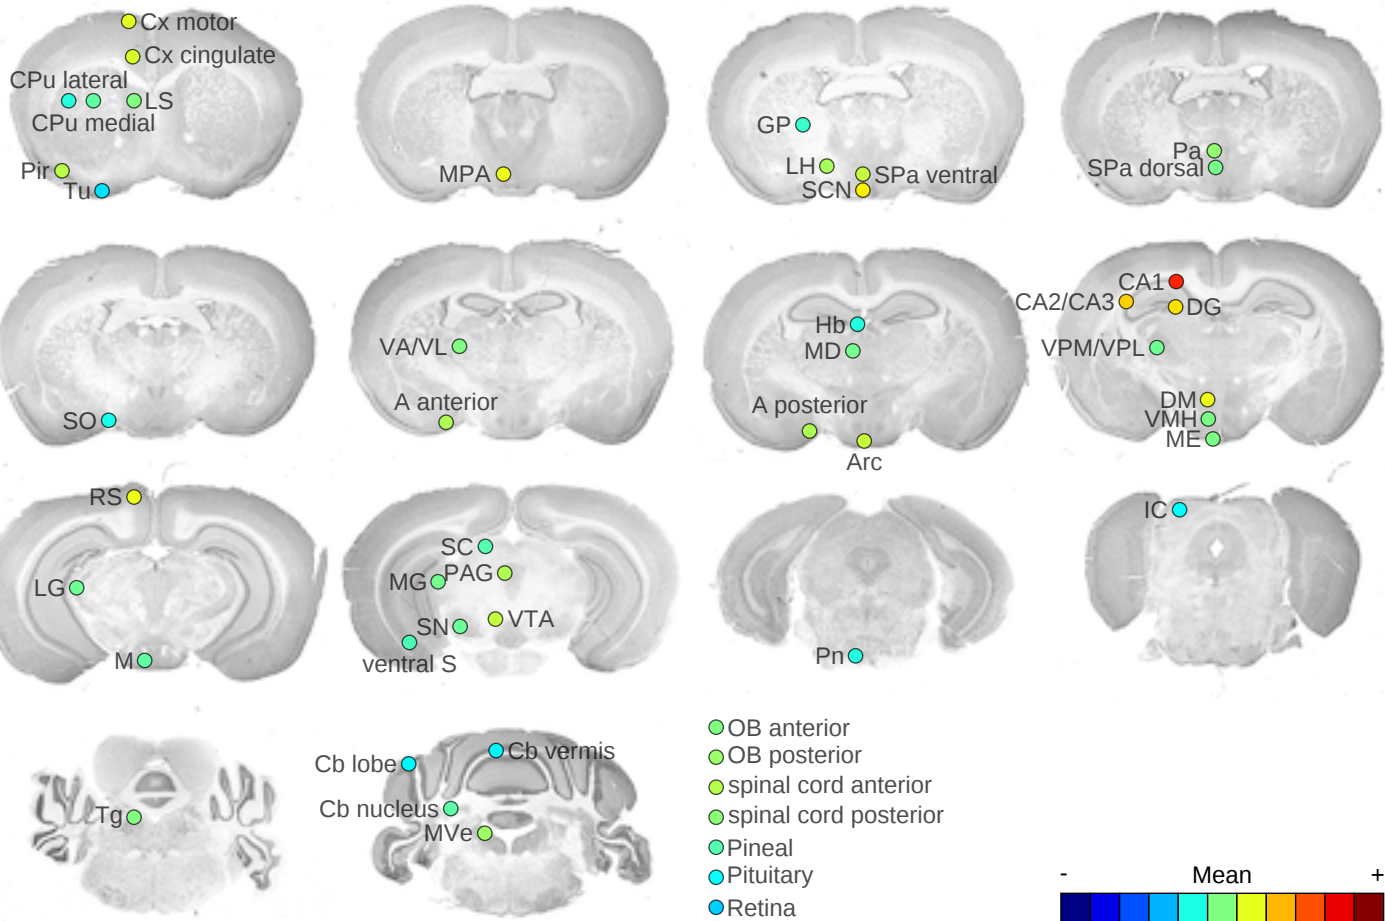 Cx motor
Cx cingulate
CPu lateral
LS
CPu medial
Pir
Tu
MPA
GP
LH
SPa ventral
SCN
Pa
SPa dorsal
SO
VA/VL
A anterior
Hb
MD
A posterior
Arc
CA1
CA2/CA3
DG
VPM/VPL
DM
VMH
ME
RS
LG
M
SC
PAG
MG
VTA
SN
ventral S
Pn
IC
Tg
Cb vermis
Cb lobe
Cb nucleus
MVe
OB anterior
OB posterior
spinal cord anterior
spinal cord posterior
Pineal
Pituitary
Retina
- Mean +